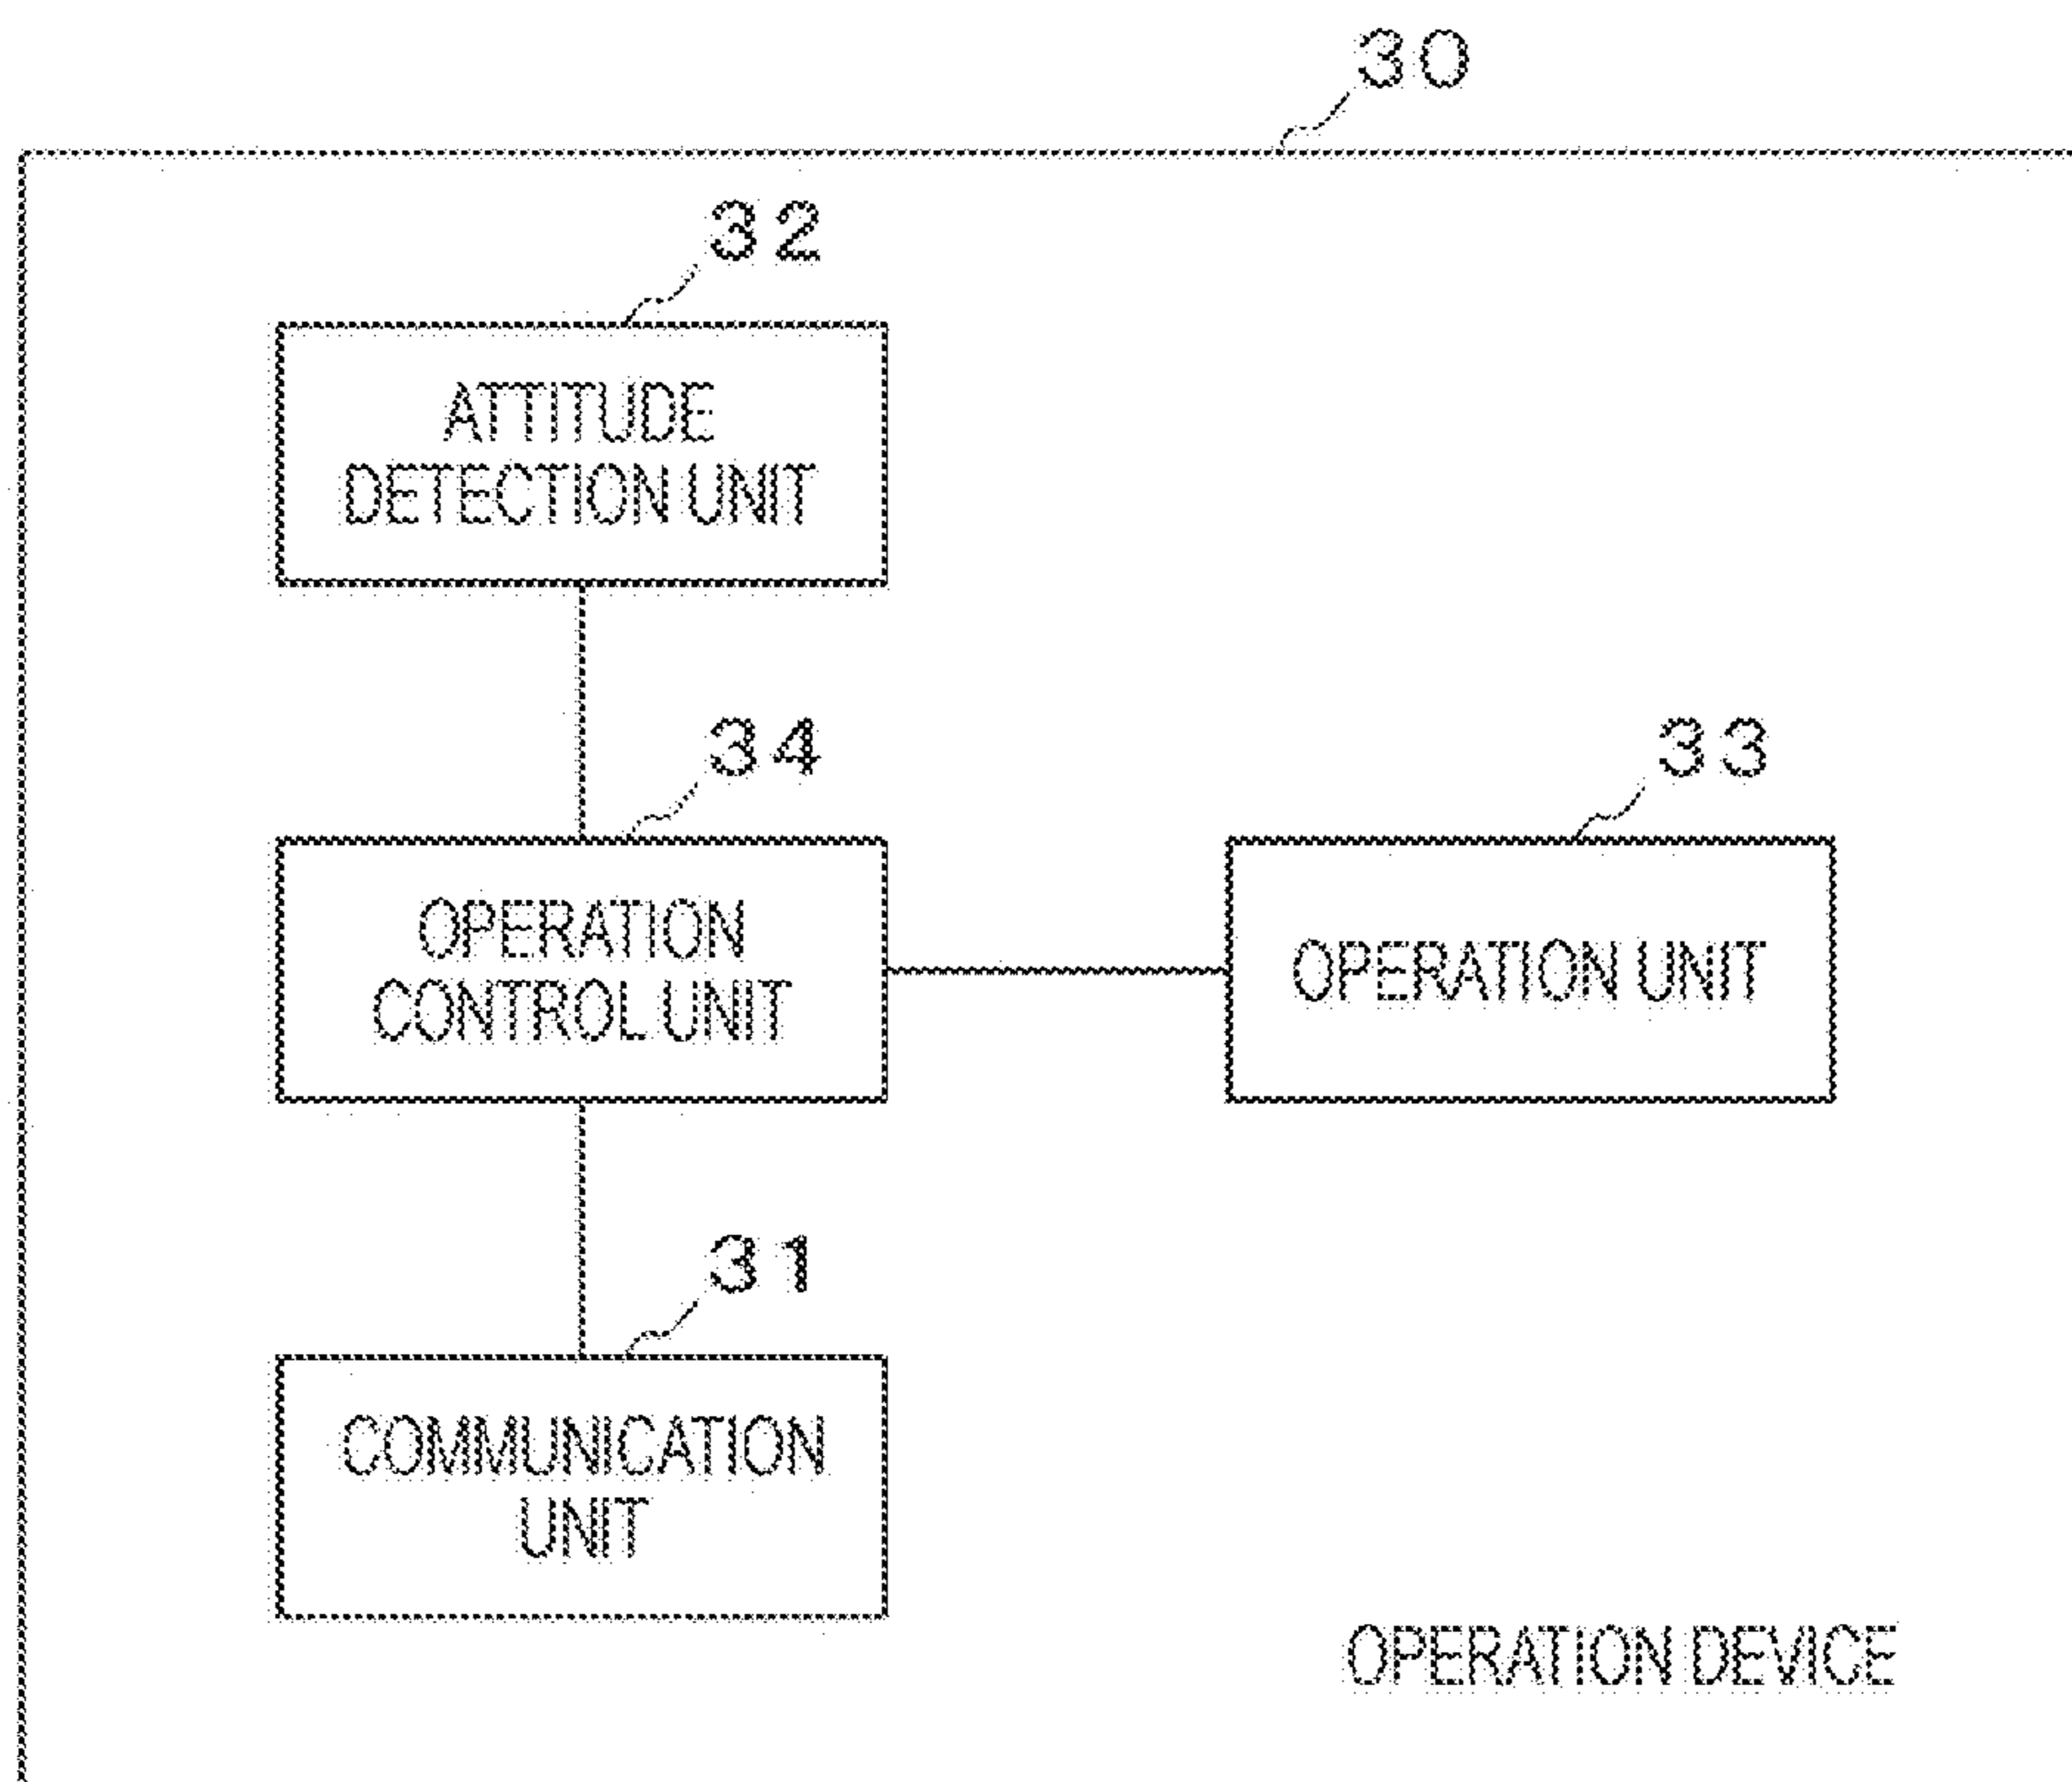 30
32
ATTITUDE
DETECTION UNIT
34
33
OPERATION
CONTROL UNIT
OPERATION UNIT
31
COMMUNICATION
UNIT
OPERATION DEVICE